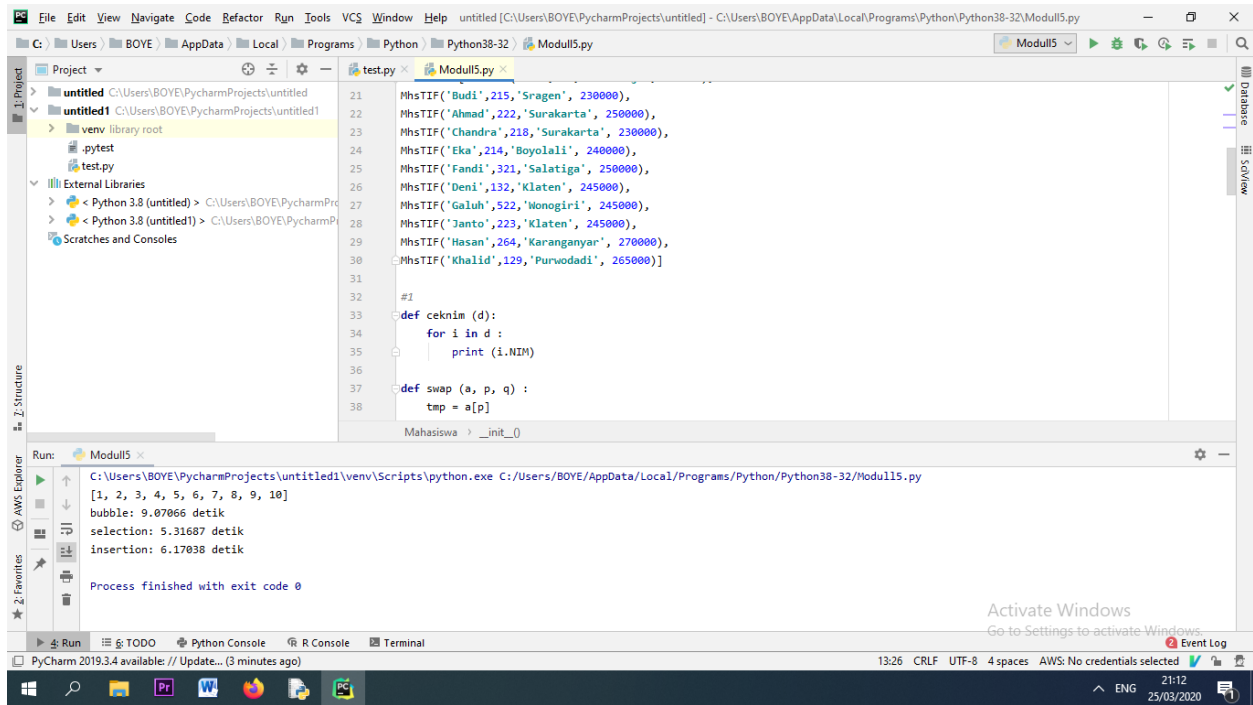 PC File Edit View Navigate Code Refactor Run Tools VCS Window Help untitled [C:\Users\BOYE\PycharmProjects\untitled] - C:\Users\BOYE\AppData\Local\Programs\Python\Python38-32\Modull5.py
C: Users BOYE AppData Local Programs Python Python38-32 Modull5.py Modull5
1: Project
Project
test.py Modull5.py
untitled C:\Users\BOYE\PycharmProjects\untitled
untitled1 C:\Users\BOYE\PycharmProjects\untitled1
venv library root
.pytest
test.py
External Libraries
< Python 3.8 (untitled) > C:\Users\BOYE\PycharmPro
< Python 3.8 (untitled1) > C:\Users\BOYE\PycharmP
Scratches and Consoles
21 MhsTIF('Budi',215,'Sragen', 230000),
22 MhsTIF('Ahmad',222,'Surakarta', 250000),
23 MhsTIF('Chandra',218,'Surakarta', 230000),
24 MhsTIF('Eka',214,'Boyolali', 240000),
25 MhsTIF('Fandi',321,'Salatiga', 250000),
26 MhsTIF('Deni',132,'Klaten', 245000),
27 MhsTIF('Galuh',522,'Wonogiri', 245000),
28 MhsTIF('Janto',223,'Klaten', 245000),
29 MhsTIF('Hasan',264,'Karanganyar', 270000),
30 MhsTIF('Khalid',129,'Purwodadi', 265000)]
31
32 #1
33 def ceknim (d):
34 for i in d :
35 print (i.NIM)
36
37 def swap (a, p, q) :
38 tmp = a[p]
Mahasiswa > __init__()
Database
SciView
Z: Structure
AWS Explorer
2: Favorites
Run: Modull5
C:\Users\BOYE\PycharmProjects\untitled1\venv\Scripts\python.exe C:/Users/BOYE/AppData/Local/Programs/Python/Python38-32/Modull5.py
[1, 2, 3, 4, 5, 6, 7, 8, 9, 10]
bubble: 9.07066 detik
selection: 5.31687 detik
insertion: 6.17038 detik
Process finished with exit code 0
Activate Windows
Go to Settings to activate Windows.
4: Run 6: TODO Python Console R Console Terminal 2 Event Log
PyCharm 2019.3.4 available: // Update... (3 minutes ago) 13:26 CRLF UTF-8 4 spaces AWS: No credentials selected
Pr W PC ENG 21:12
25/03/2020 1